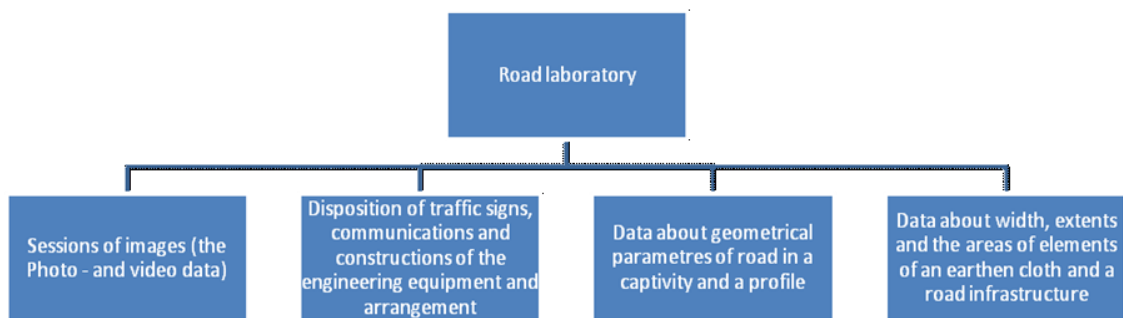 Road laboratory
Sessions of images (the
Photo - and video data)
Disposition of traffic signs,
communications and
constructions of the
engineering equipment and
arrangement
Data about geometrical
parametres of road in a
captivity and a profile
Data about width, extents
and the areas of elements
of an earthen cloth and a
road infrastructure